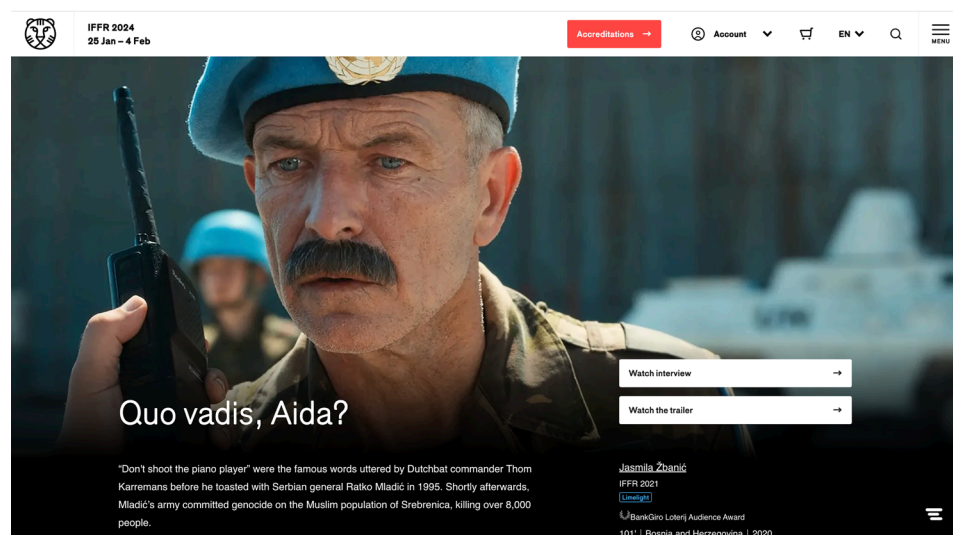 IFFR 2024
25 Jan – 4 Feb
Accreditations →
Account
EN
MENU
Watch interview →
Watch the trailer →
Quo vadis, Aida?
"Don't shoot the piano player" were the famous words uttered by Dutchbat commander Thom
Karremans before he toasted with Serbian general Ratko Mladić in 1995. Shortly afterwards,
Mladić's army committed genocide on the Muslim population of Srebrenica, killing over 8,000
people.
Jasmila Žbanić
IFFR 2021
Limelight
BankGiro Loterij Audience Award
101' | Bosnia and Herzegovina | 2020